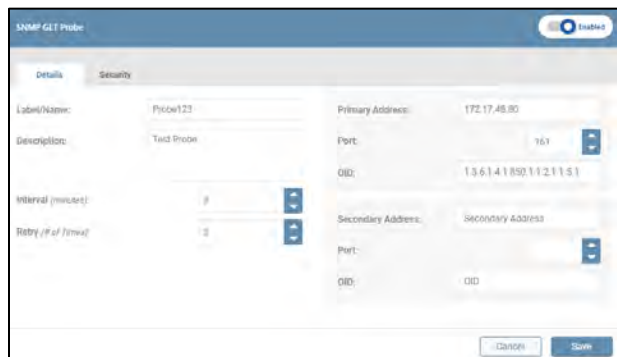 SNMP GET Probe
Enabled
Details
Security
Label/Name:
Probe123
Description:
Test Probe
Interval (minutes):
Retry (# of Times):
Primary Address:
172.17.48.80
Port:
161
OID:
Secondary Address:
Secondary Address
Port:
OID:
OID
Cancel
Save